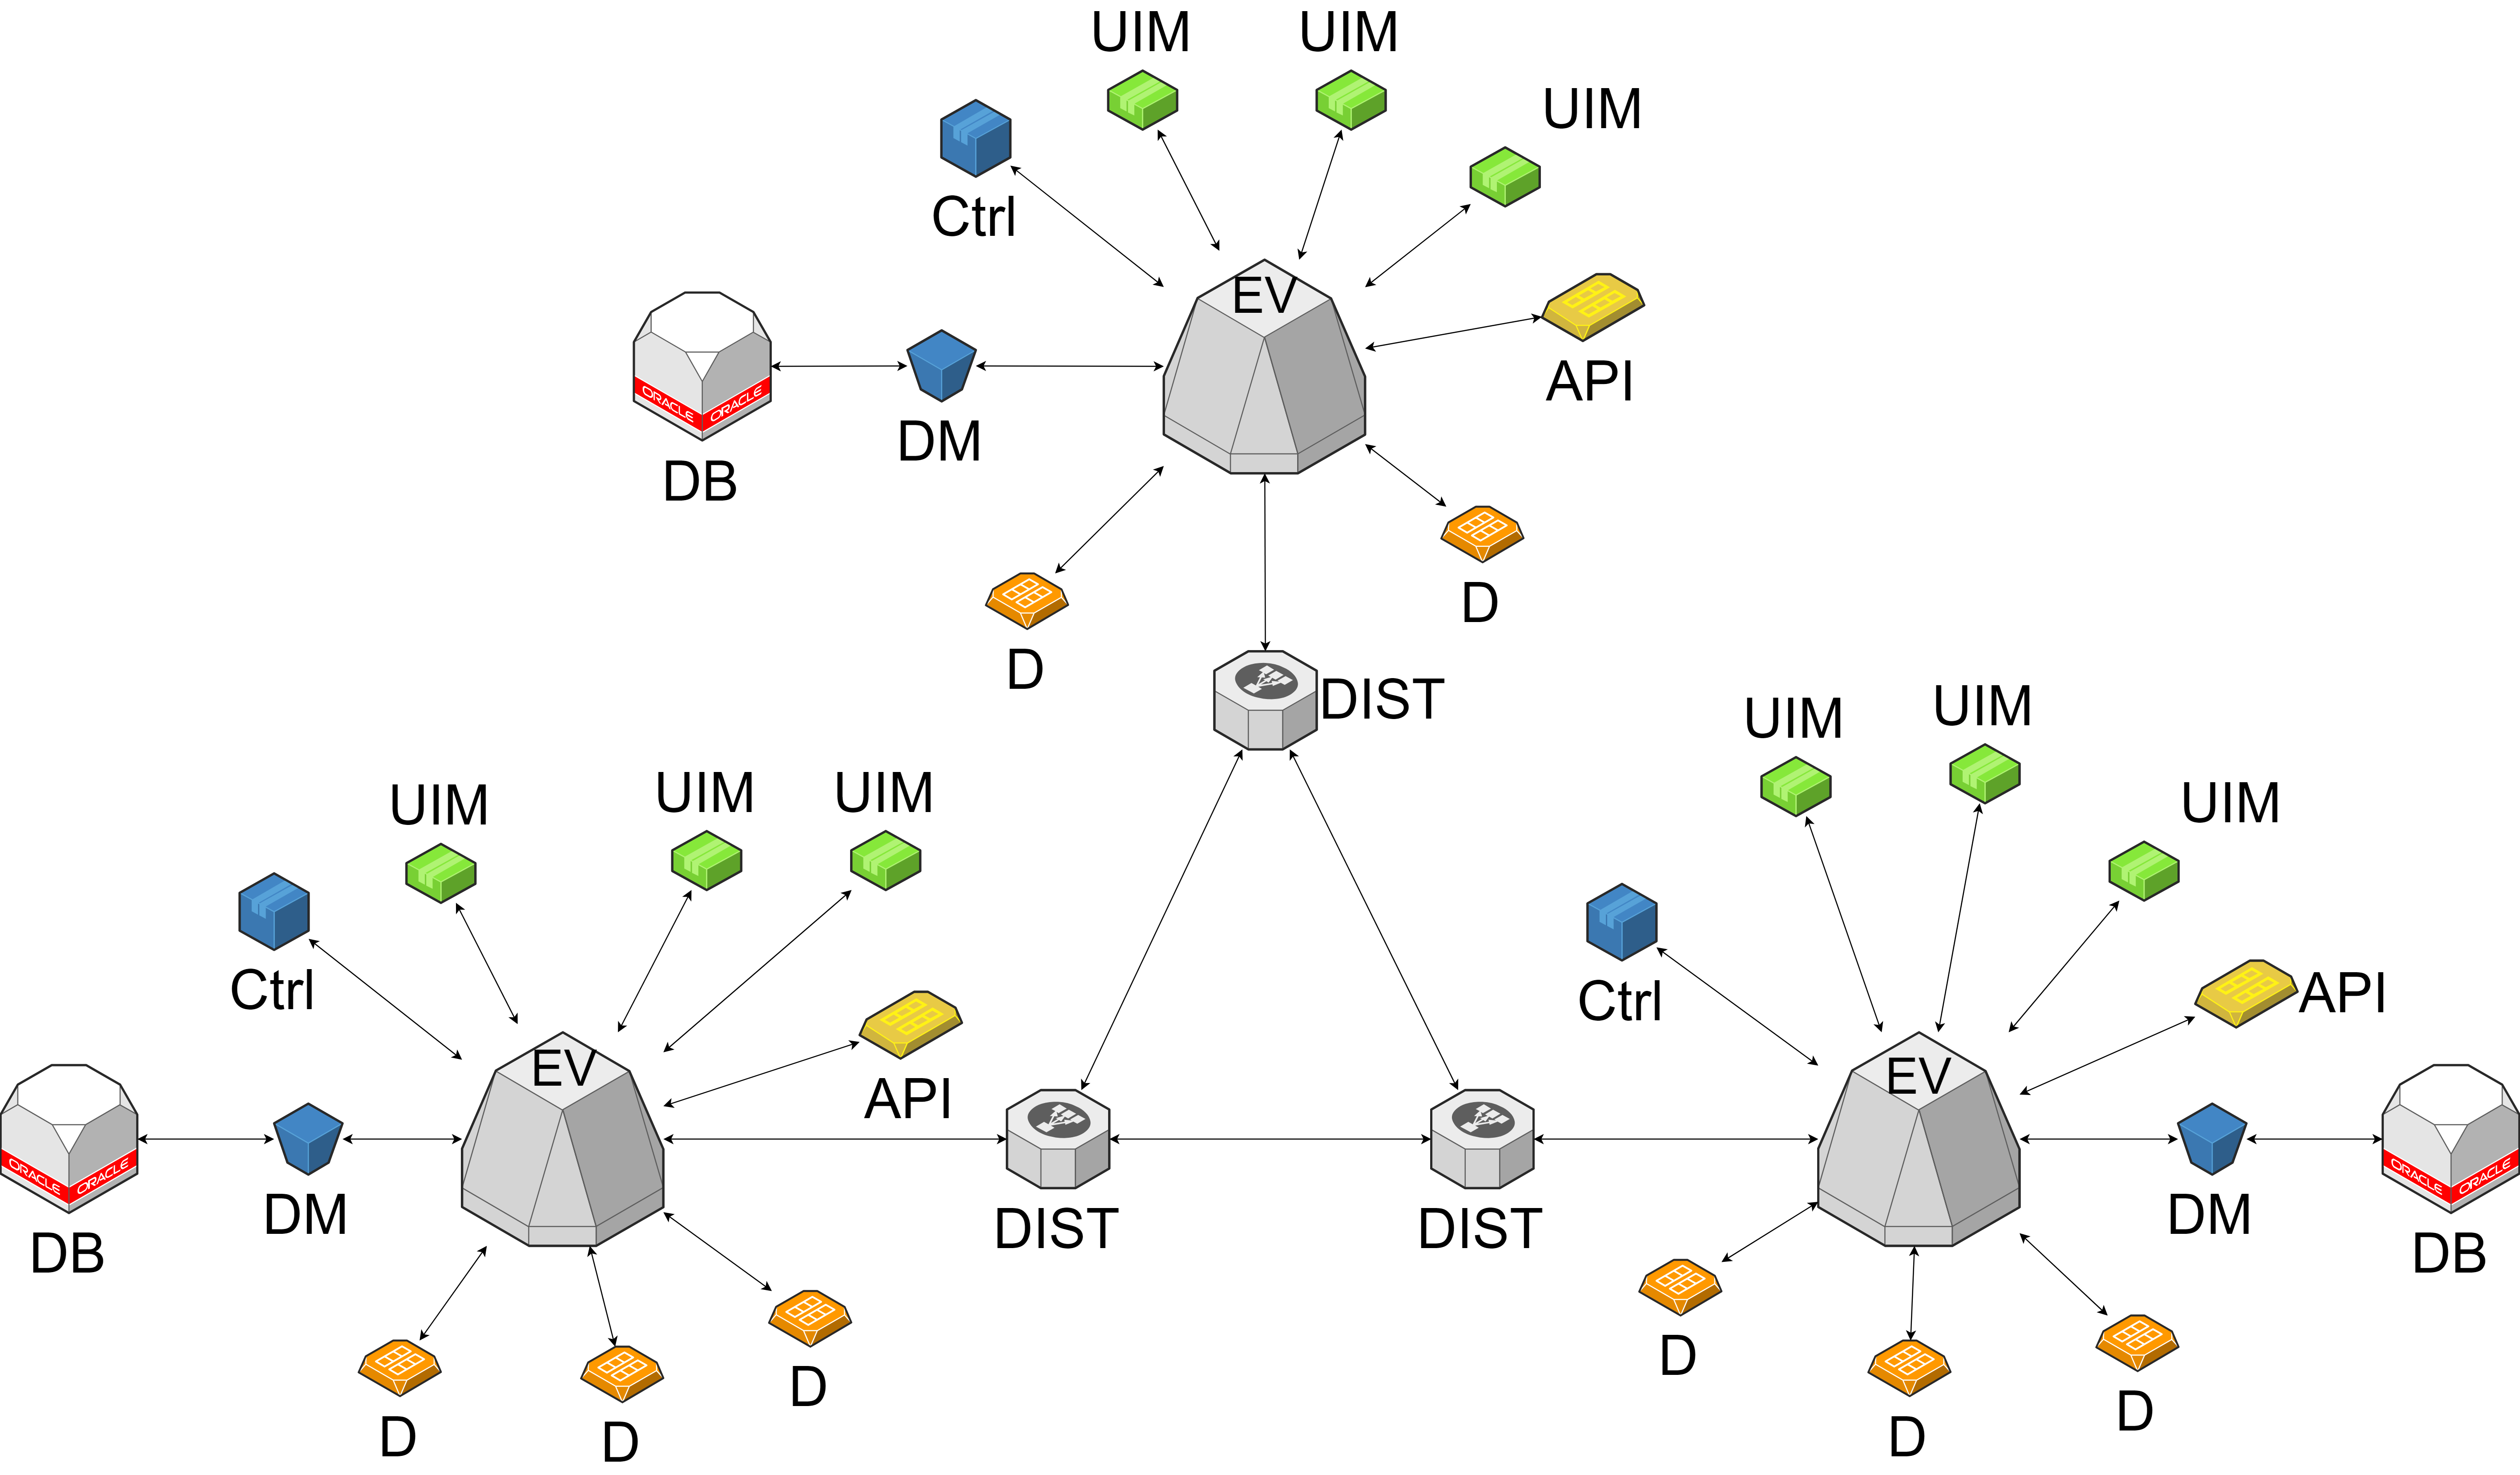 UIM
UIM
UIM
Ctrl
EV
API
ORACLE
ORACLE
DM
DB
D
D
DIST
UIM
UIM
UIM
Ctrl
EV
API
ORACLE
ORACLE
DM
DB
DIST
D
D
D
UIM
UIM
UIM
Ctrl
API
EV
ORACLE
ORACLE
DM
DB
DIST
D
D
D